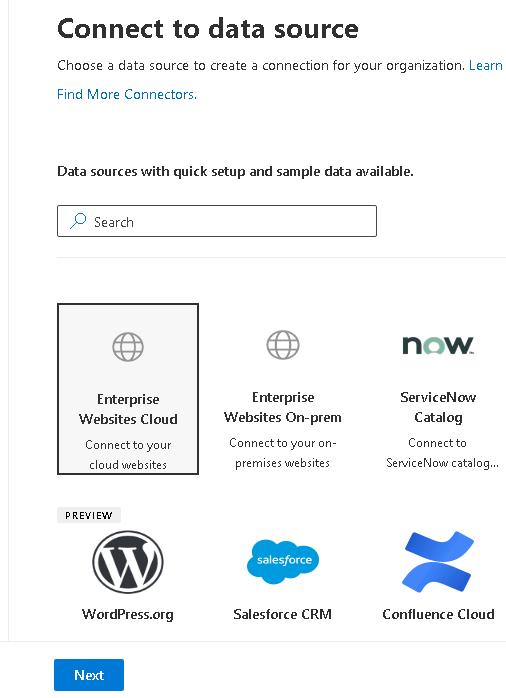 Connect to data source
Choose a data source to create a connection for your organization. Learn
Find More Connectors.
Data sources with quick setup and sample data available.
Search
Enterprise
Websites Cloud
Connect to your
cloud websites
Enterprise
Websites On-prem
Connect to your on-
premises websites
now
ServiceNow
Catalog
Connect to
ServiceNow catalog...
PREVIEW
W
WordPress.org
salesforce
Salesforce CRM
Confluence Cloud
Next